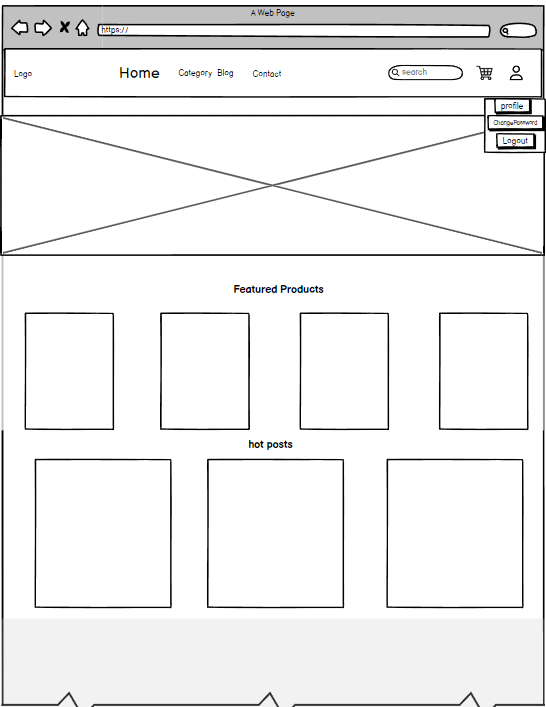 A Web Page
https://
Logo Home Category Blog Contact search
profile
ChangePassword
Logout
Featured Products
hot posts